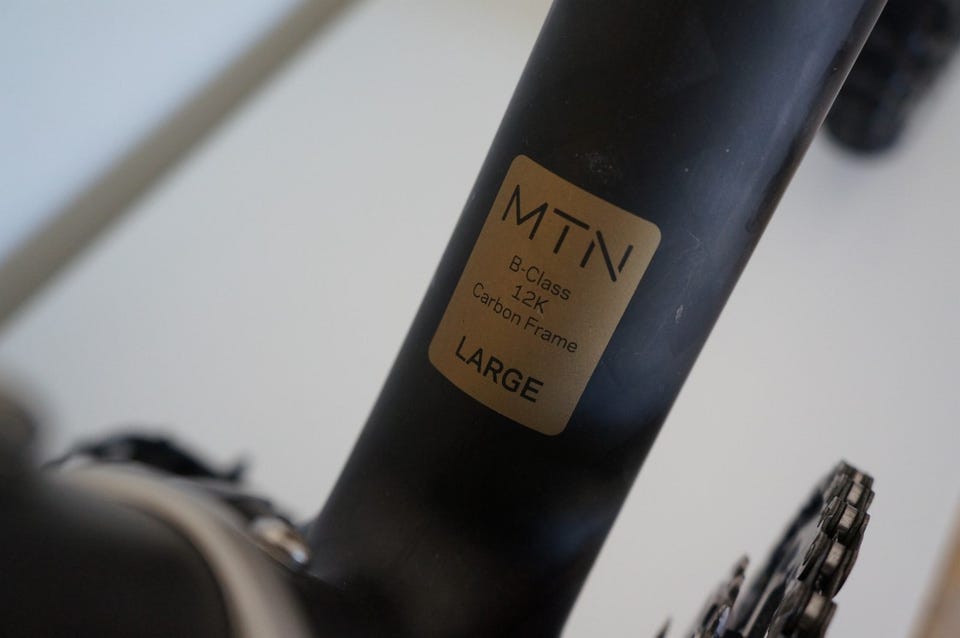 MTN
B-Class
12K
Carbon Frame
LARGE